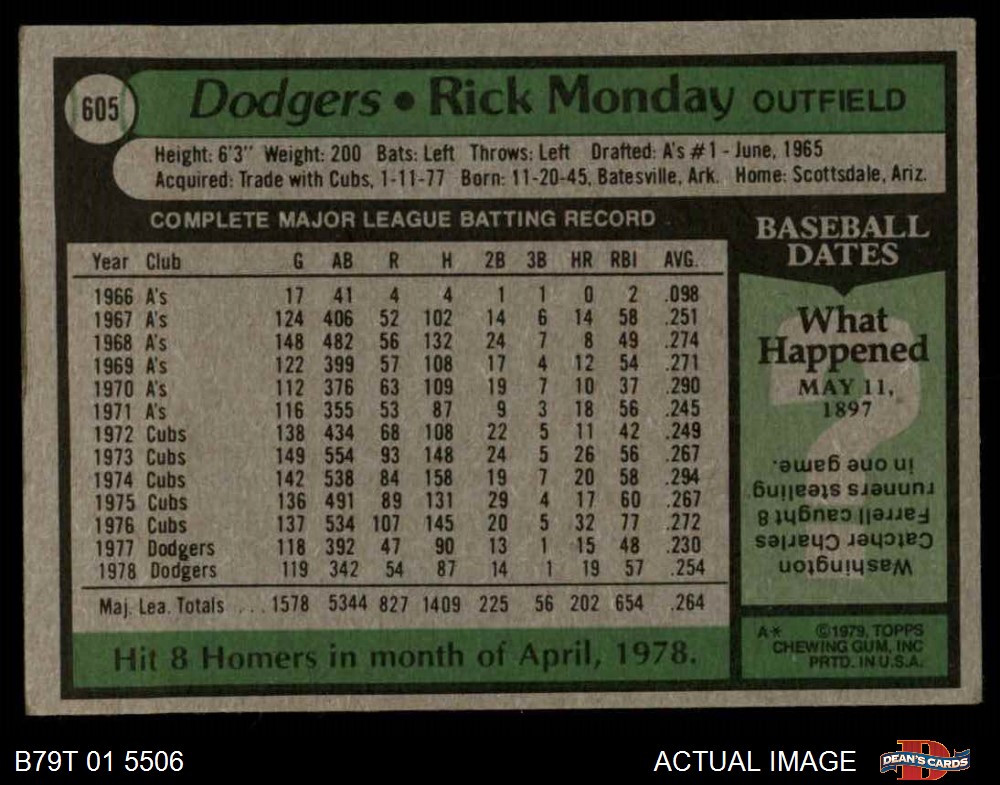 605
Dodgers • Rick Monday OUTFIELD
Height: 6'3" Weight: 200 Bats: Left Throws: Left Drafted: A's #1 - June, 1965
Acquired: Trade with Cubs, 1-11-77 Born: 11-20-45, Batesville, Ark. Home: Scottsdale, Ariz.
COMPLETE MAJOR LEAGUE BATTING RECORD
Year Club G AB R H 2B 3B HR RBI AVG.
1966 A's 17 41 4 4 1 1 0 2 .098
1967 A's 124 406 52 102 14 6 14 58 .251
1968 A's 148 482 56 132 24 7 8 49 .274
1969 A's 122 399 57 108 17 4 12 54 .271
1970 A's 112 376 63 109 19 7 10 37 .290
1971 A's 116 355 53 87 9 3 18 56 .245
1972 Cubs 138 434 68 108 22 5 11 42 .249
1973 Cubs 149 554 93 148 24 5 26 56 .267
1974 Cubs 142 538 84 158 19 7 20 58 .294
1975 Cubs 136 491 89 131 29 4 17 60 .267
1976 Cubs 137 534 107 145 20 5 32 77 .272
1977 Dodgers 118 392 47 90 13 1 15 48 .230
1978 Dodgers 119 342 54 87 14 1 19 57 .254
Maj. Lea. Totals ... 1578 5344 827 1409 225 56 202 654 .264
Hit 8 Homers in month of April, 1978.
BASEBALL
DATES
What
Happened
MAY 11,
1897
?
Washington
Catcher Charles
Farrell caught 8
runners stealing
in one game.
A* ©1979, TOPPS
CHEWING GUM, INC
PRTD. IN U.S.A.
B79T 01 5506
ACTUAL IMAGE
D
DEAN'S CARDS